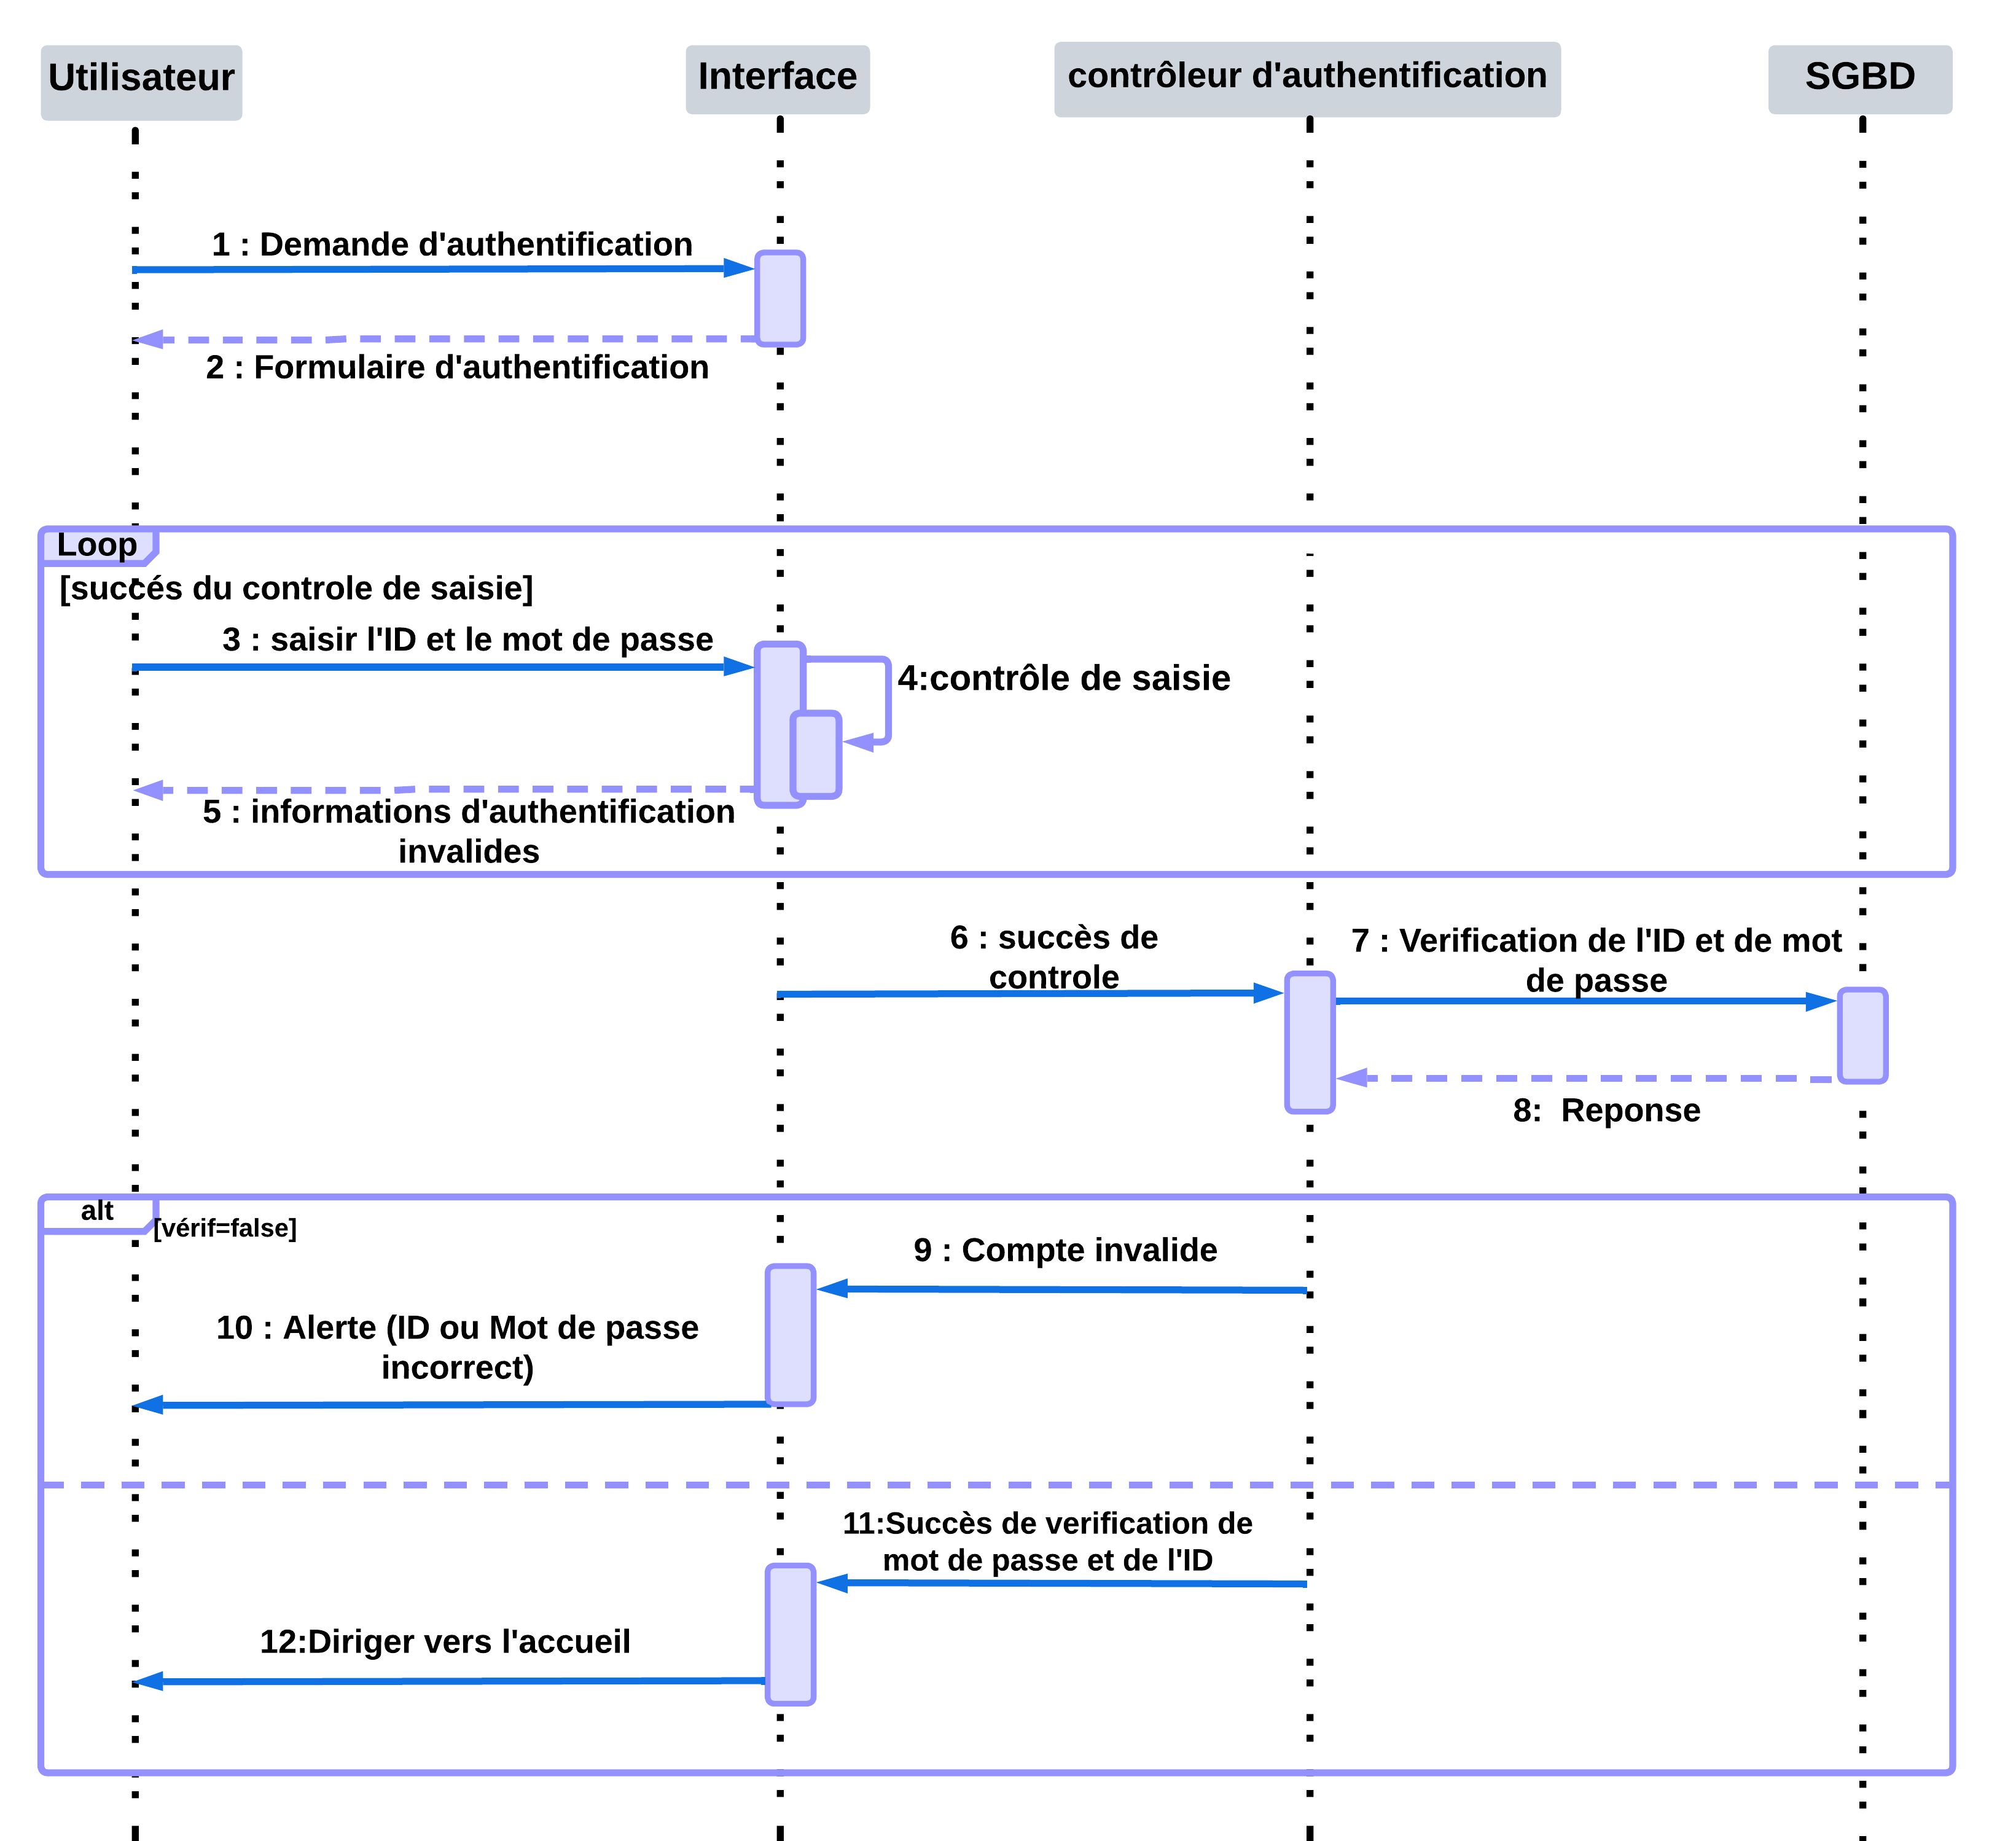 Utilisateur
Interface
contrôleur d'authentification
SGBD
1 : Demande d'authentification
2 : Formulaire d'authentification
Loop
[succés du controle de saisie]
3 : saisir l'ID et le mot de passe
4:contrôle de saisie
5 : informations d'authentification
invalides
6 : succès de
controle
7 : Verification de l'ID et de mot
de passe
8:  Reponse
alt
[vérif=false]
9 : Compte invalide
10 : Alerte (ID ou Mot de passe
incorrect)
11:Succès de verification de
mot de passe et de l'ID
12:Diriger vers l'accueil